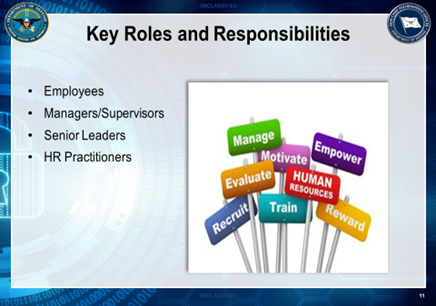 UNCLASSIFIED
Key Roles and Responsibilities
• Employees
• Managers/Supervisors
• Senior Leaders
• HR Practitioners
Manage
Motivate
Empower
Evaluate
HUMAN
RESOURCES
Recruit
Train
Reward
UNCLASSIFIED
11